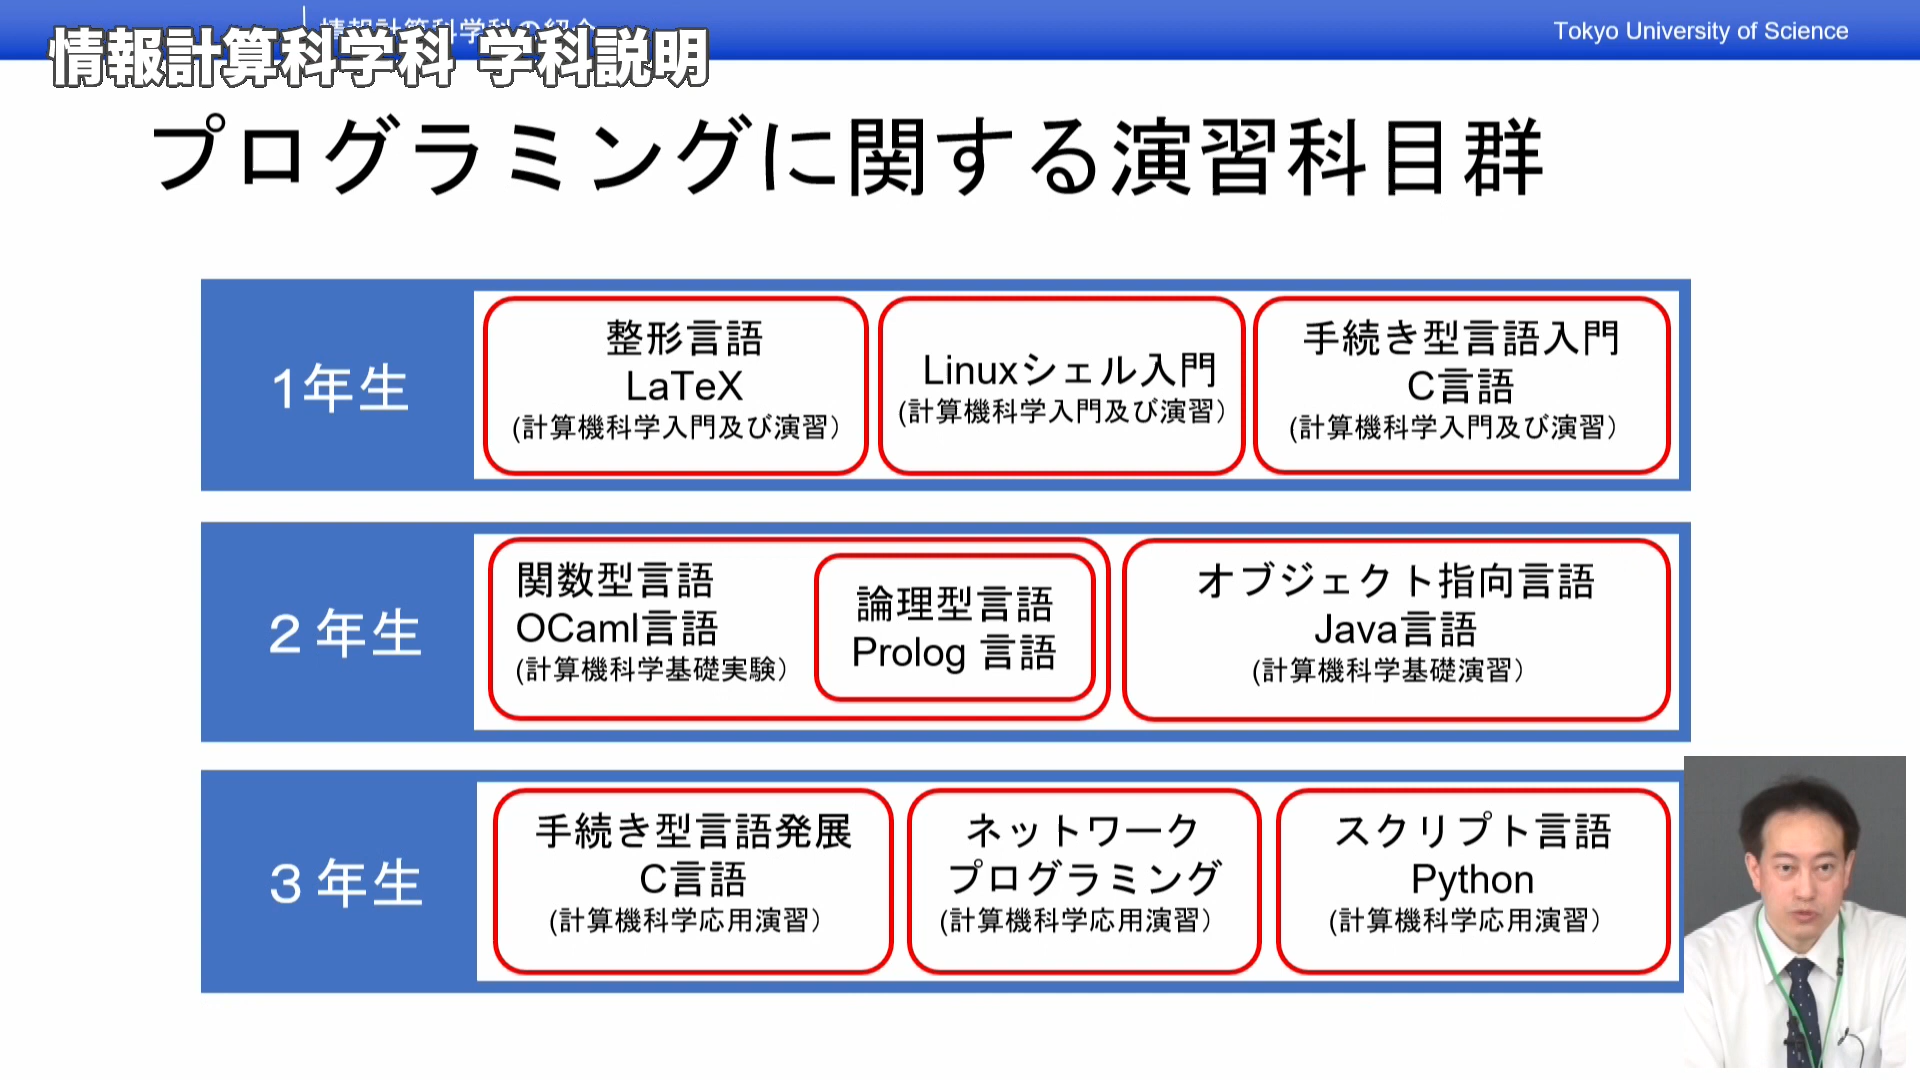 情報計算科学科の紹介
Tokyo University of Science
情報計算科学科 学科説明
プログラミングに関する演習科目群
1年生
整形言語
LaTeX
(計算機科学入門及び演習)
Linuxシェル入門
(計算機科学入門及び演習)
手続き型言語入門
C言語
(計算機科学入門及び演習)
２年生
関数型言語
OCaml言語
(計算機科学基礎実験)
論理型言語
Prolog 言語
オブジェクト指向言語
Java言語
(計算機科学基礎演習)
３年生
手続き型言語発展
C言語
(計算機科学応用演習)
ネットワーク
プログラミング
(計算機科学応用演習)
スクリプト言語
Python
(計算機科学応用演習)